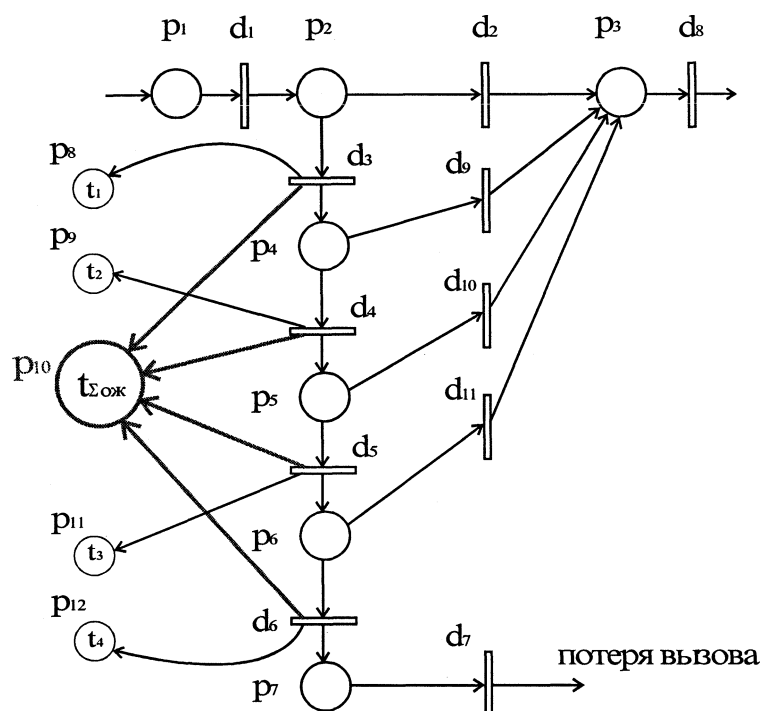 p₁ d₁ p₂ d₂ p₃ d₈
p₈ d₃ d₉
t₁
p₉ p₄
t₂ d₁₀
d₄
p₁₀ tΣож p₅ d₁₁
d₅
p₁₁ p₆
t₃
p₁₂ d₆ d₇
t₄ потеря вызова
p₇